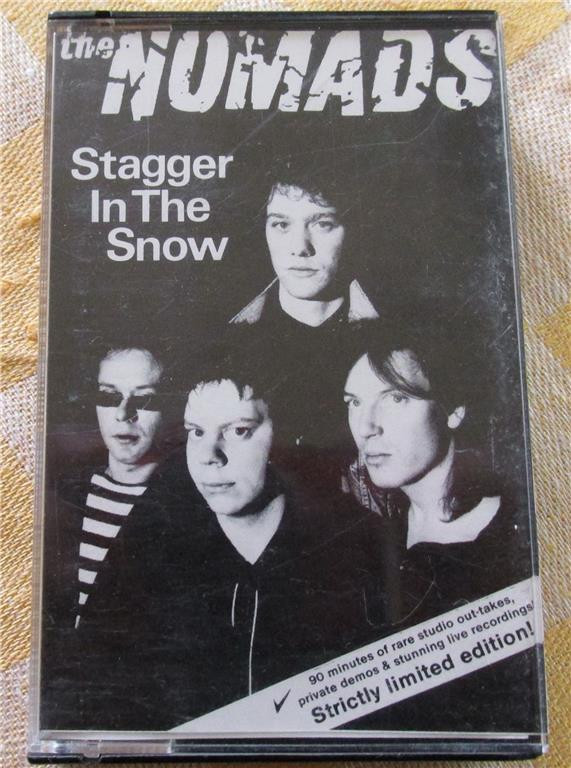 the NOMADS
Stagger
In The
Snow
✓ 90 minutes of rare studio out-takes,
private demos & stunning live recordings!
Strictly limited edition!